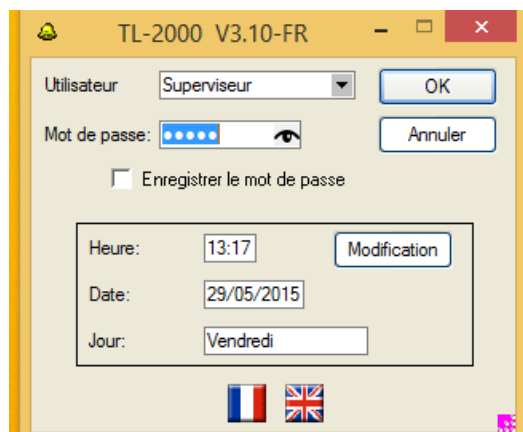 TL-2000 V3.10-FR
Utilisateur Superviseur OK
Mot de passe: ●●●●● Annuler
Enregistrer le mot de passe
Heure: 13:17 Modification
Date: 29/05/2015
Jour: Vendredi